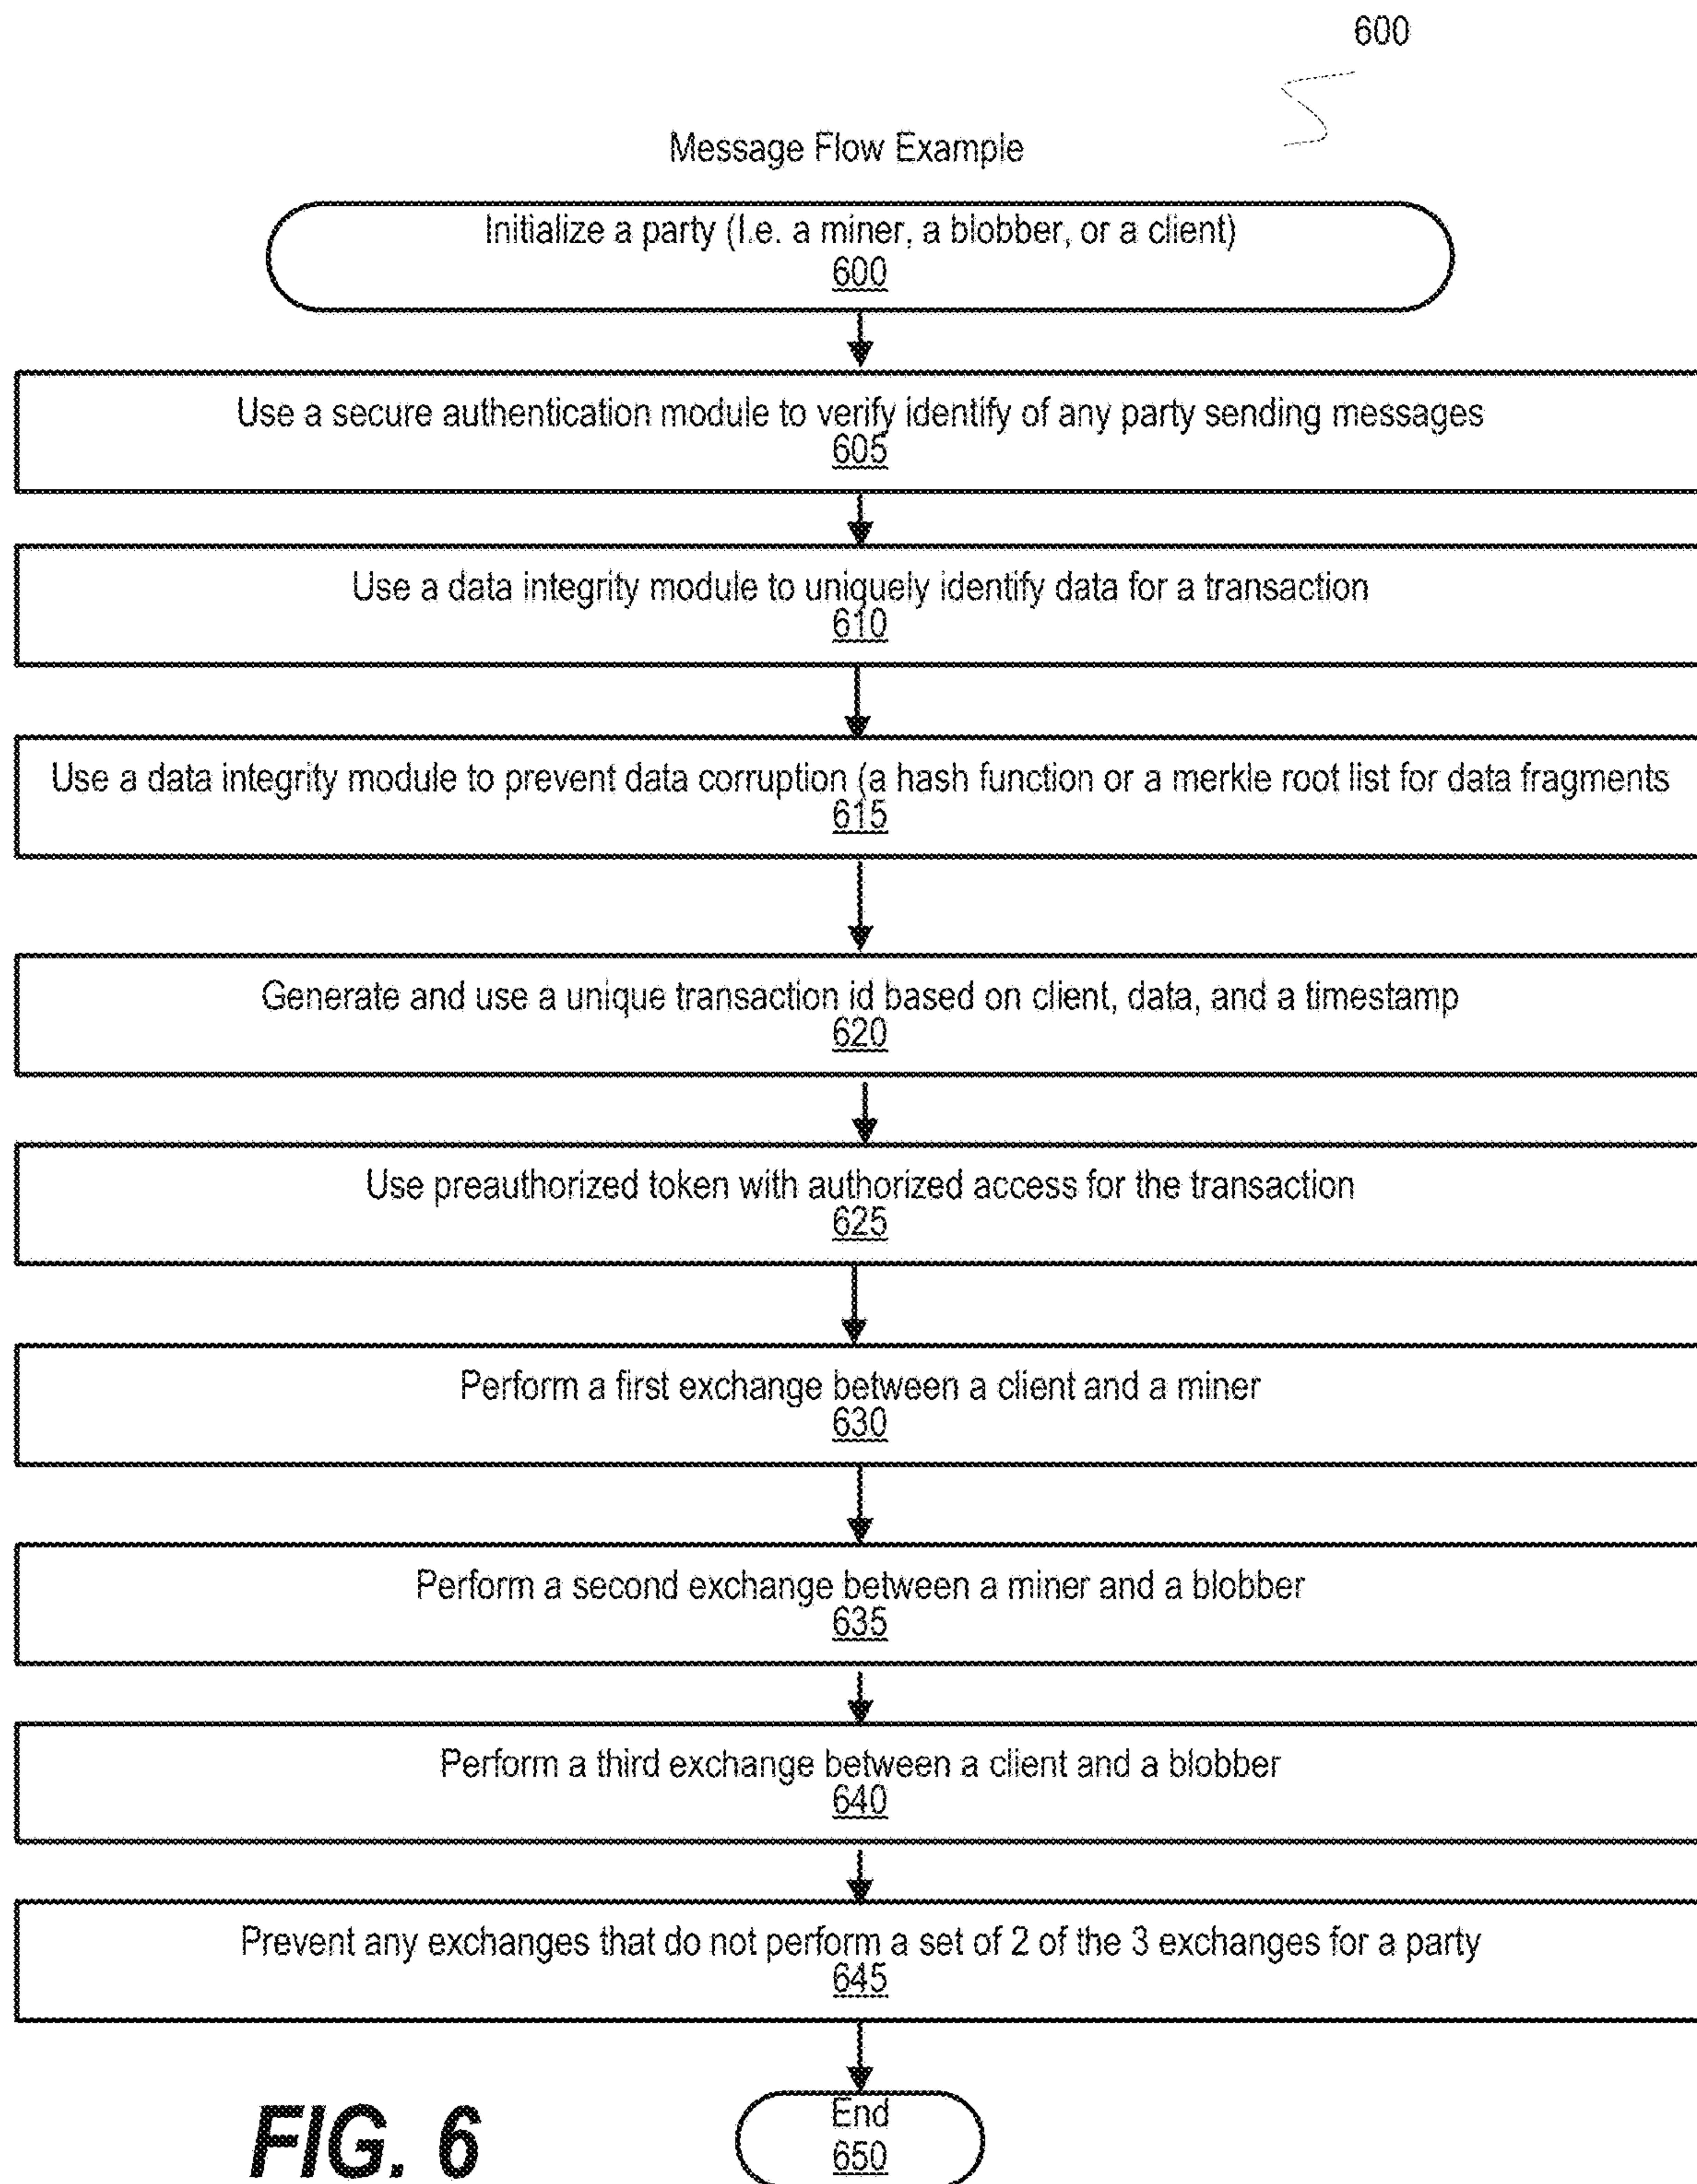 600
Message Flow Example
Initialize a party (I.e. a miner, a blobber, or a client)
600
Use a secure authentication module to verify identify of any party sending messages
605
Use a data integrity module to uniquely identify data for a transaction
610
Use a data integrity module to prevent data corruption (a hash function or a merkle root list for data fragments
615
Generate and use a unique transaction id based on client, data, and a timestamp
620
Use preauthorized token with authorized access for the transaction
625
Perform a first exchange between a client and a miner
630
Perform a second exchange between a miner and a blobber
635
Perform a third exchange between a client and a blobber
640
Prevent any exchanges that do not perform a set of 2 of the 3 exchanges for a party
645
End
650
FIG. 6